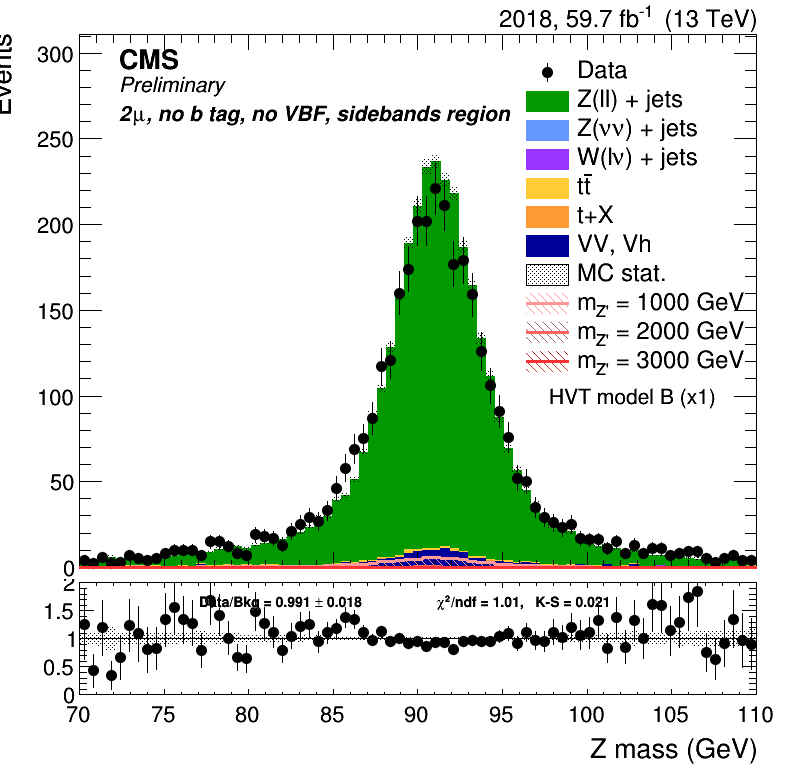 2018, 59.7 fb⁻¹ (13 TeV)
Events
CMS
Preliminary
2μ, no b tag, no VBF, sidebands region
Data
Z(ll) + jets
Z(νν) + jets
W(lν) + jets
tt̄
t+X
VV, Vh
MC stat.
m_Z' = 1000 GeV
m_Z' = 2000 GeV
m_Z' = 3000 GeV
HVT model B (x1)
300
250
200
150
100
50
0
Data/Bkg = 0.991 ± 0.018 χ²/ndf = 1.01, K-S = 0.021
2
1.5
1
0.5
0
70 75 80 85 90 95 100 105 110
Z mass (GeV)